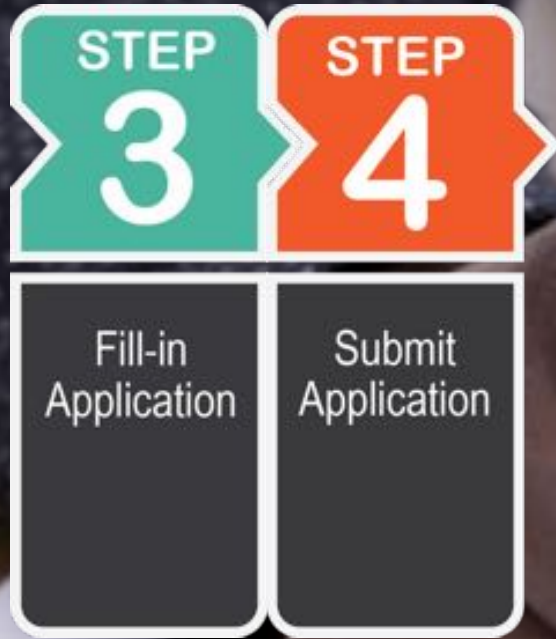 STEP
3
Fill-in
Application
STEP
4
Submit
Application